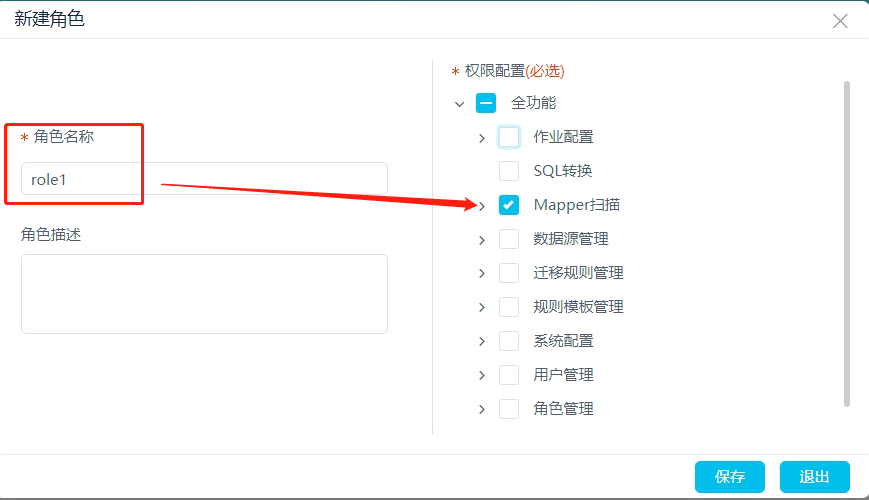 新建角色
* 角色名称
role1
角色描述
* 权限配置(必选)
全功能
作业配置
SQL转换
Mapper扫描
数据源管理
迁移规则管理
规则模板管理
系统配置
用户管理
角色管理
保存 退出